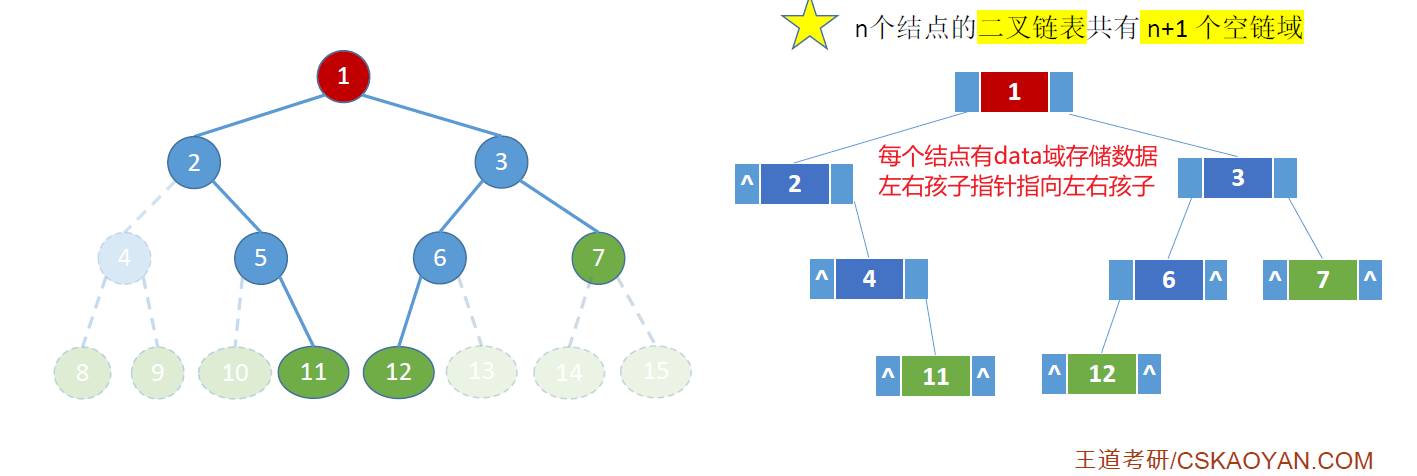 n个结点的二叉链表共有 n+1 个空链域
1
2 3
4 5 6 7
8 9 10 11 12 13 14 15
1
每个结点有data域存储数据
左右孩子指针指向左右孩子
^ 2
3
^ 4
6 ^
^ 7 ^
^ 11 ^
^ 12 ^
王道考研/CSKAOYAN.COM